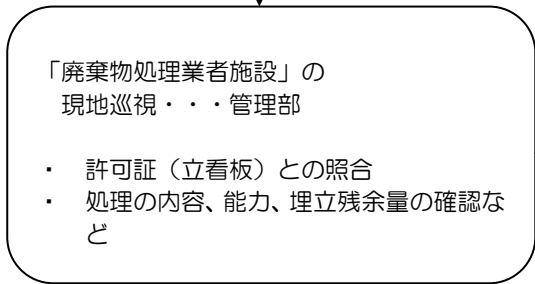 「廃棄物処理業者施設」の
現地巡視・・・管理部
・ 許可証（立看板）との照合
・ 処理の内容、能力、埋立残余量の確認な
ど